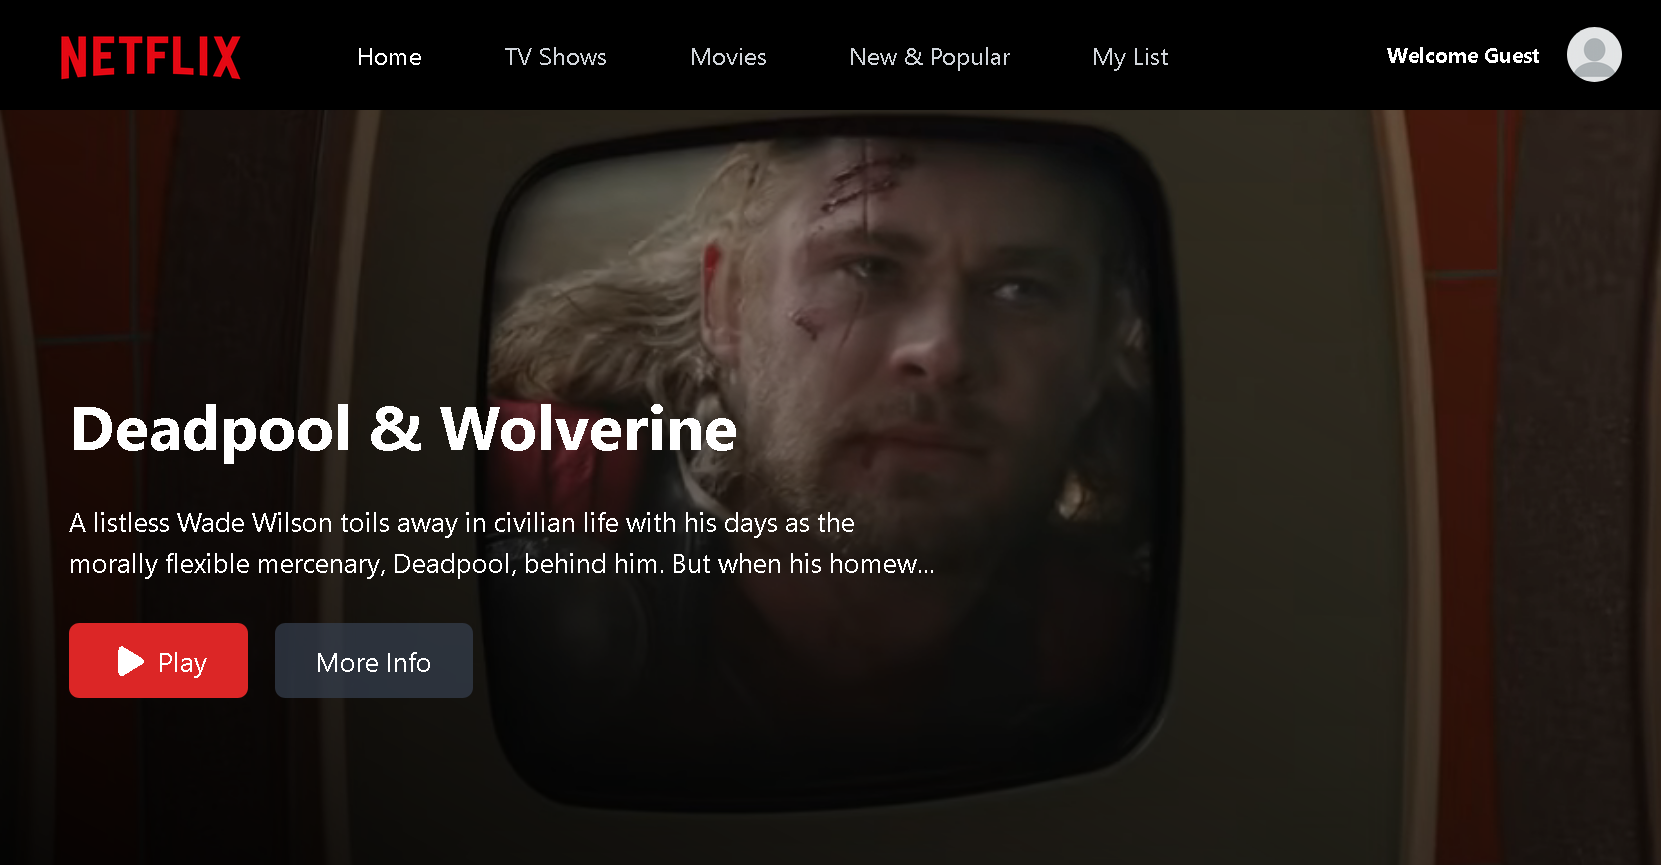 NETFLIX
Home
TV Shows
Movies
New & Popular
My List
Welcome Guest
Deadpool & Wolverine
A listless Wade Wilson toils away in civilian life with his days as the
morally flexible mercenary, Deadpool, behind him. But when his homew...
Play
More Info